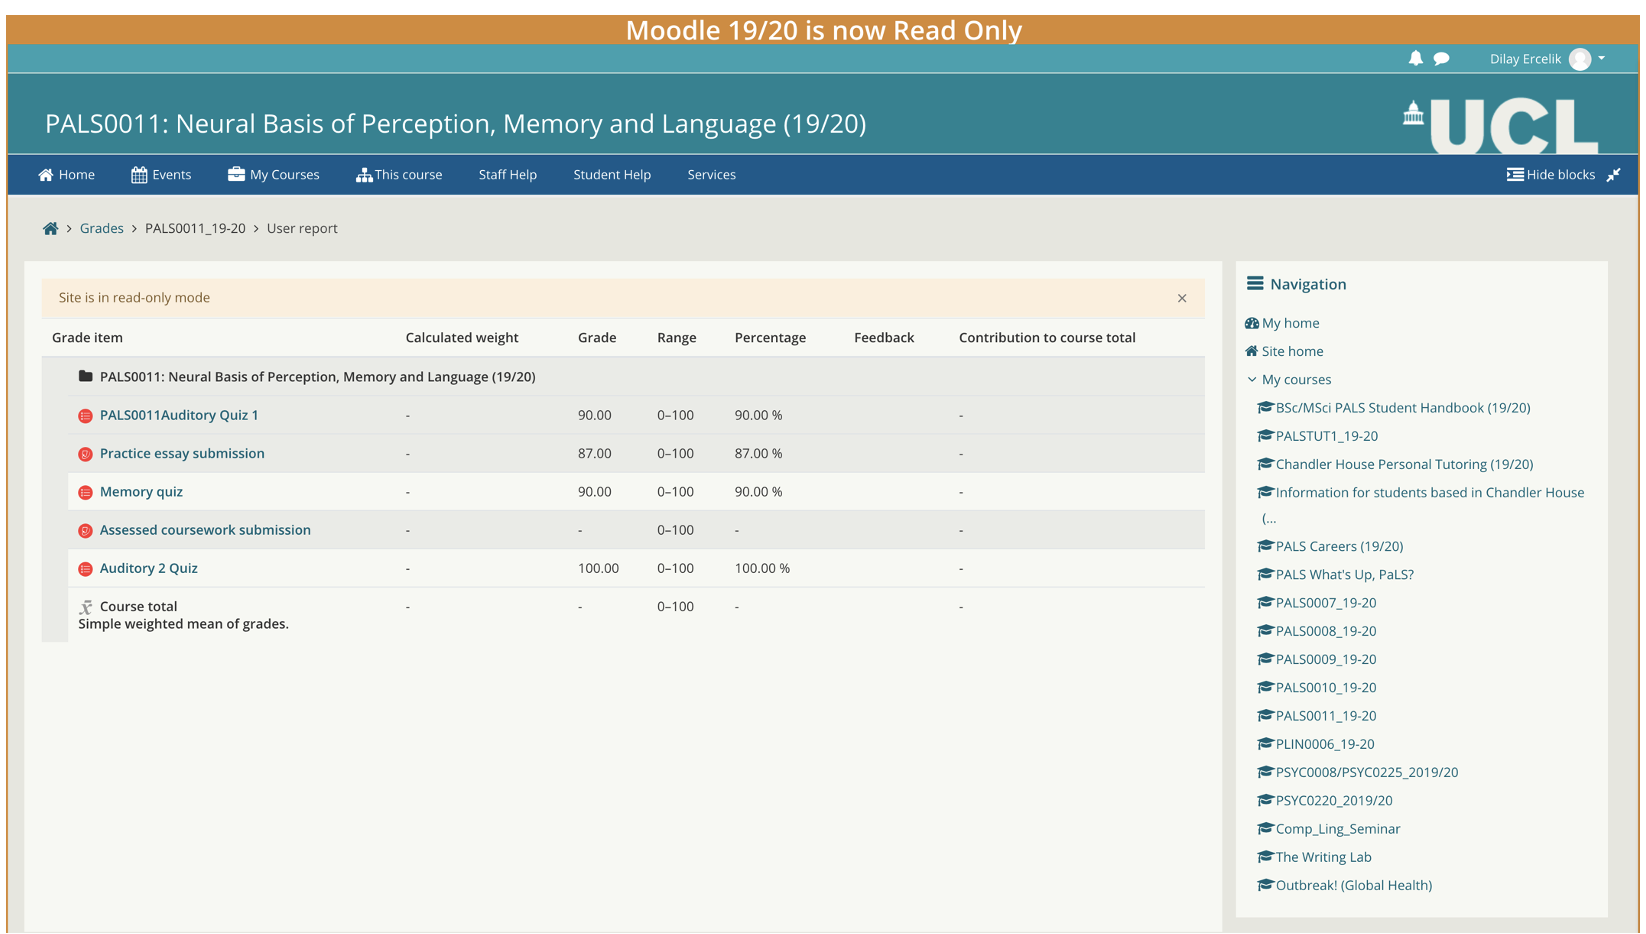 Moodle 19/20 is now Read Only
Dilay Ercelik
PALS0011: Neural Basis of Perception, Memory and Language (19/20)
UCL
Home Events My Courses This course Staff Help Student Help Services Hide blocks
> Grades > PALS0011_19-20 > User report
Site is in read-only mode ×
Grade item Calculated weight Grade Range Percentage Feedback Contribution to course total
PALS0011: Neural Basis of Perception, Memory and Language (19/20)
PALS0011Auditory Quiz 1 - 90.00 0–100 90.00 % -
Practice essay submission - 87.00 0–100 87.00 % -
Memory quiz - 90.00 0–100 90.00 % -
Assessed coursework submission - - 0–100 - -
Auditory 2 Quiz - 100.00 0–100 100.00 % -
x̄ Course total - - 0–100 - -
Simple weighted mean of grades.
Navigation
My home
Site home
My courses
BSc/MSci PALS Student Handbook (19/20)
PALSTUT1_19-20
Chandler House Personal Tutoring (19/20)
Information for students based in Chandler House
(...
PALS Careers (19/20)
PALS What's Up, PaLS?
PALS0007_19-20
PALS0008_19-20
PALS0009_19-20
PALS0010_19-20
PALS0011_19-20
PLIN0006_19-20
PSYC0008/PSYC0225_2019/20
PSYC0220_2019/20
Comp_Ling_Seminar
The Writing Lab
Outbreak! (Global Health)